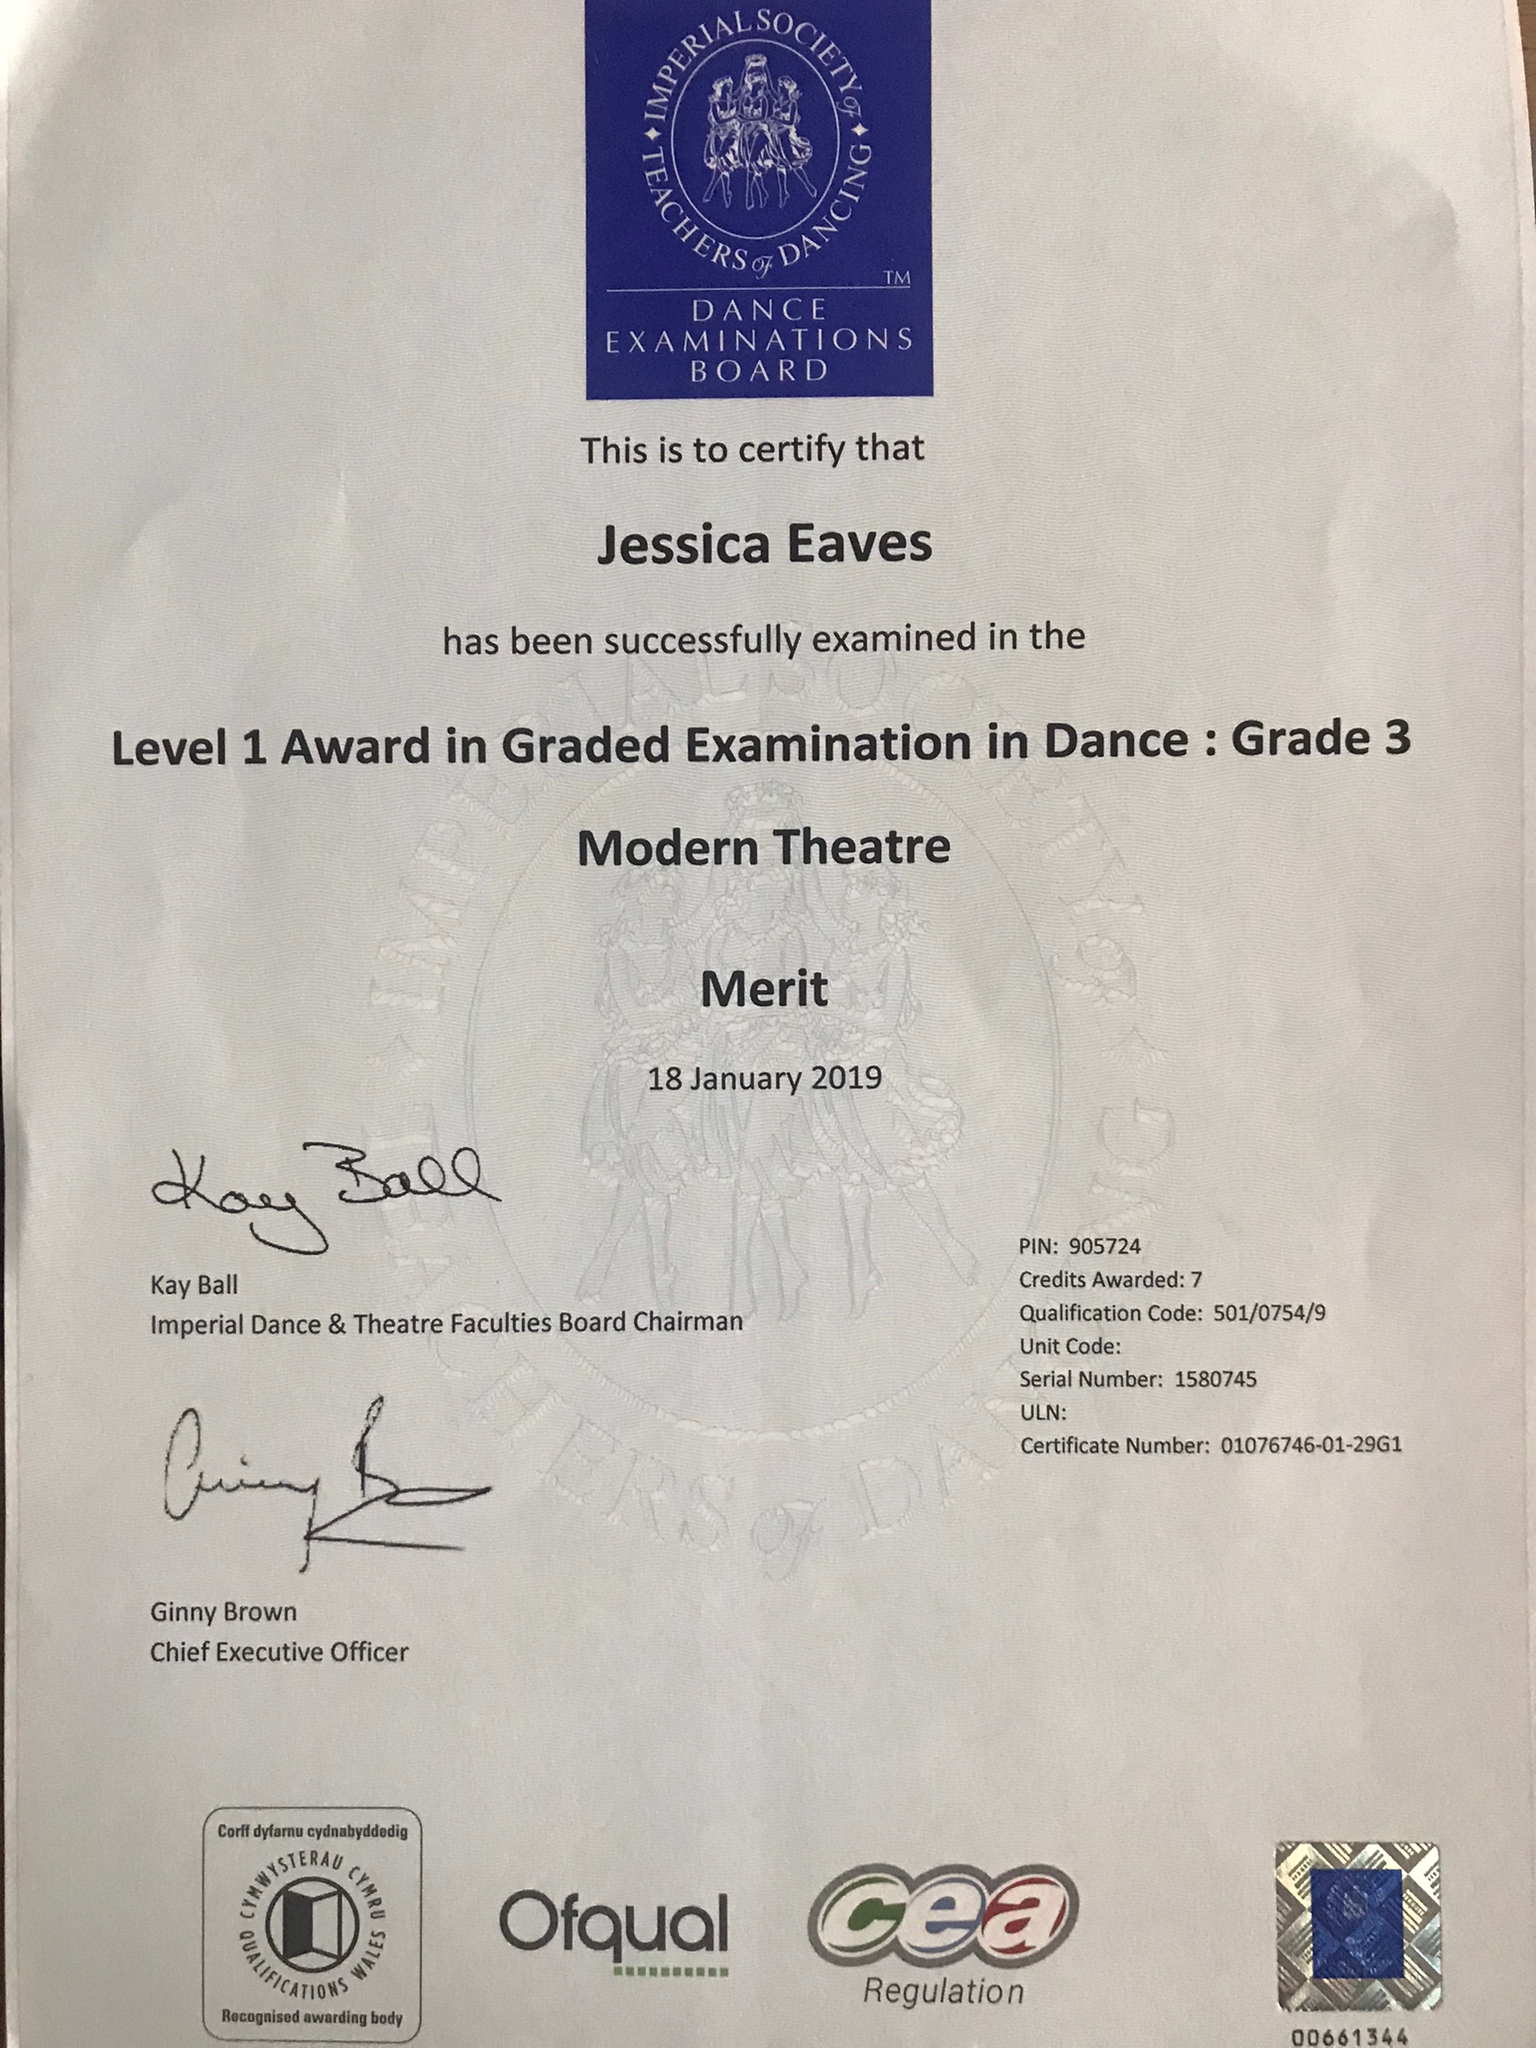 IMPERIAL SOCIETY of
TEACHERS of DANCING
TM
DANCE
EXAMINATIONS
BOARD
This is to certify that
Jessica Eaves
has been successfully examined in the
Level 1 Award in Graded Examination in Dance : Grade 3
Modern Theatre
Merit
18 January 2019
Kay Ball
Kay Ball
Imperial Dance & Theatre Faculties Board Chairman
PIN: 905724
Credits Awarded: 7
Qualification Code: 501/0754/9
Unit Code:
Serial Number: 1580745
ULN:
Certificate Number: 01076746-01-29G1
Ginny Brown
Chief Executive Officer
Corff dyfarnu cydnabyddedig
CYMWYSTERAU CYMRU
QUALIFICATIONS WALES
Recognised awarding body
Ofqual
cea
Regulation
00661344